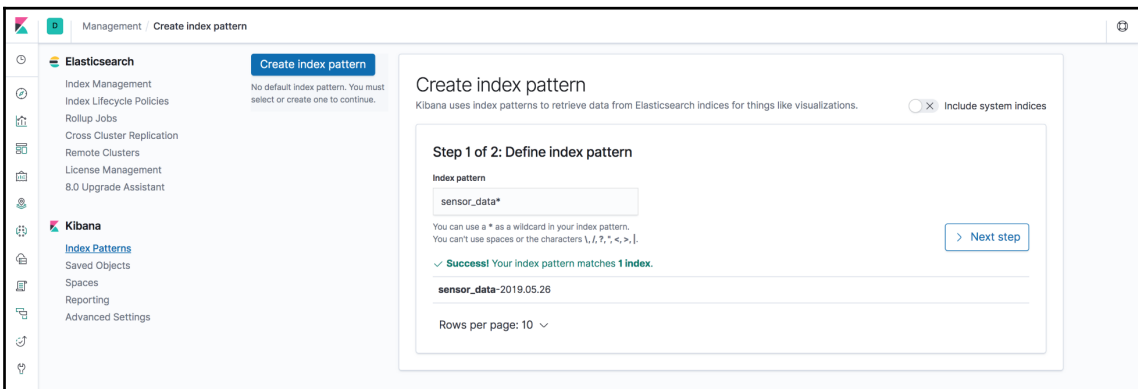 D Management / Create index pattern
Elasticsearch
Index Management
Index Lifecycle Policies
Rollup Jobs
Cross Cluster Replication
Remote Clusters
License Management
8.0 Upgrade Assistant
Kibana
Index Patterns
Saved Objects
Spaces
Reporting
Advanced Settings
Create index pattern
No default index pattern. You must
select or create one to continue.
Create index pattern
Kibana uses index patterns to retrieve data from Elasticsearch indices for things like visualizations.
Include system indices
Step 1 of 2: Define index pattern
Index pattern
sensor_data*
You can use a * as a wildcard in your index pattern.
You can't use spaces or the characters \, /, ?, ", <, >, |.
Next step
Success! Your index pattern matches 1 index.
sensor_data-2019.05.26
Rows per page: 10